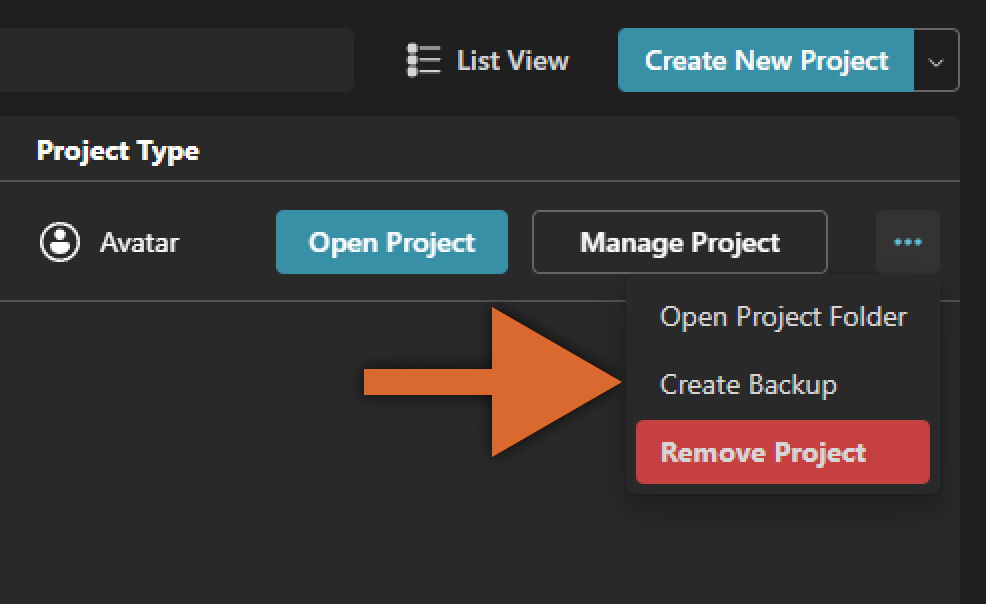 List View
Create New Project
Project Type
Avatar
Open Project
Manage Project
Open Project Folder
Create Backup
Remove Project